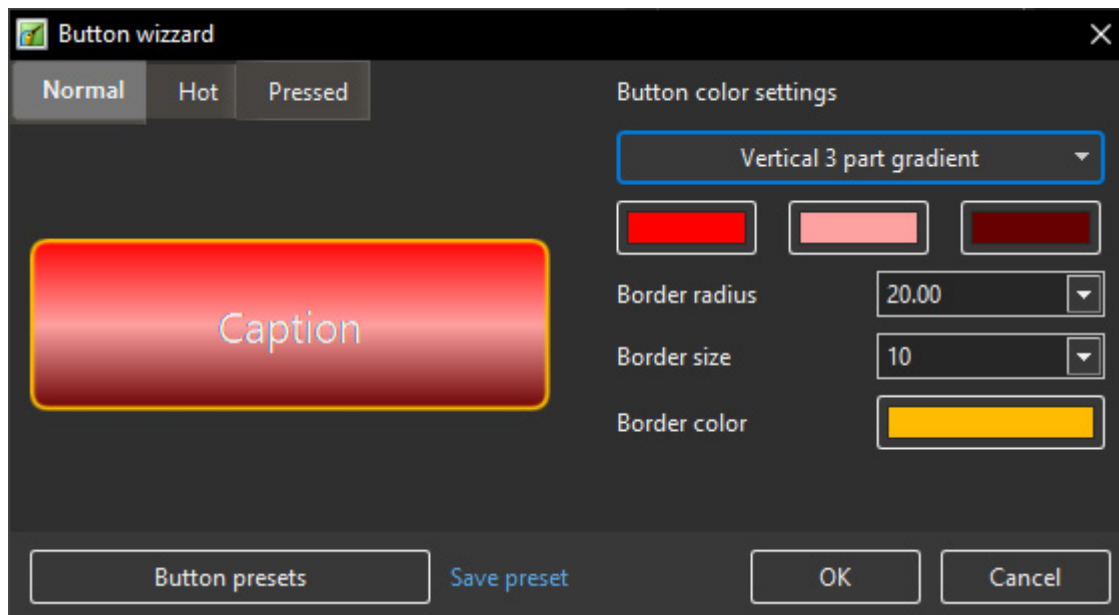 Button wizzard
Normal Hot Pressed
Button color settings
Vertical 3 part gradient
Caption
Border radius 20.00
Border size 10
Border color
Button presets Save preset OK Cancel